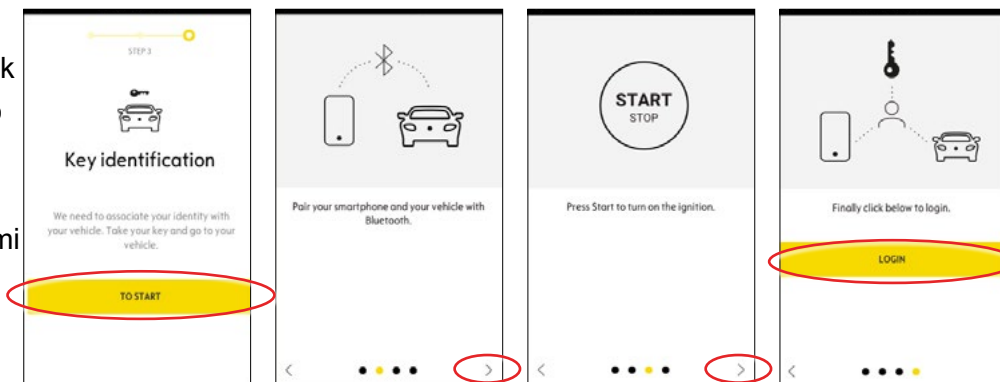 STEP 3
Key identification
We need to associate your identity with
your vehicle. Take your key and go to your
vehicle.
TO START
Pair your smartphone and your vehicle with
Bluetooth.
START
STOP
Press Start to turn on the ignition.
Finally click below to login.
LOGIN